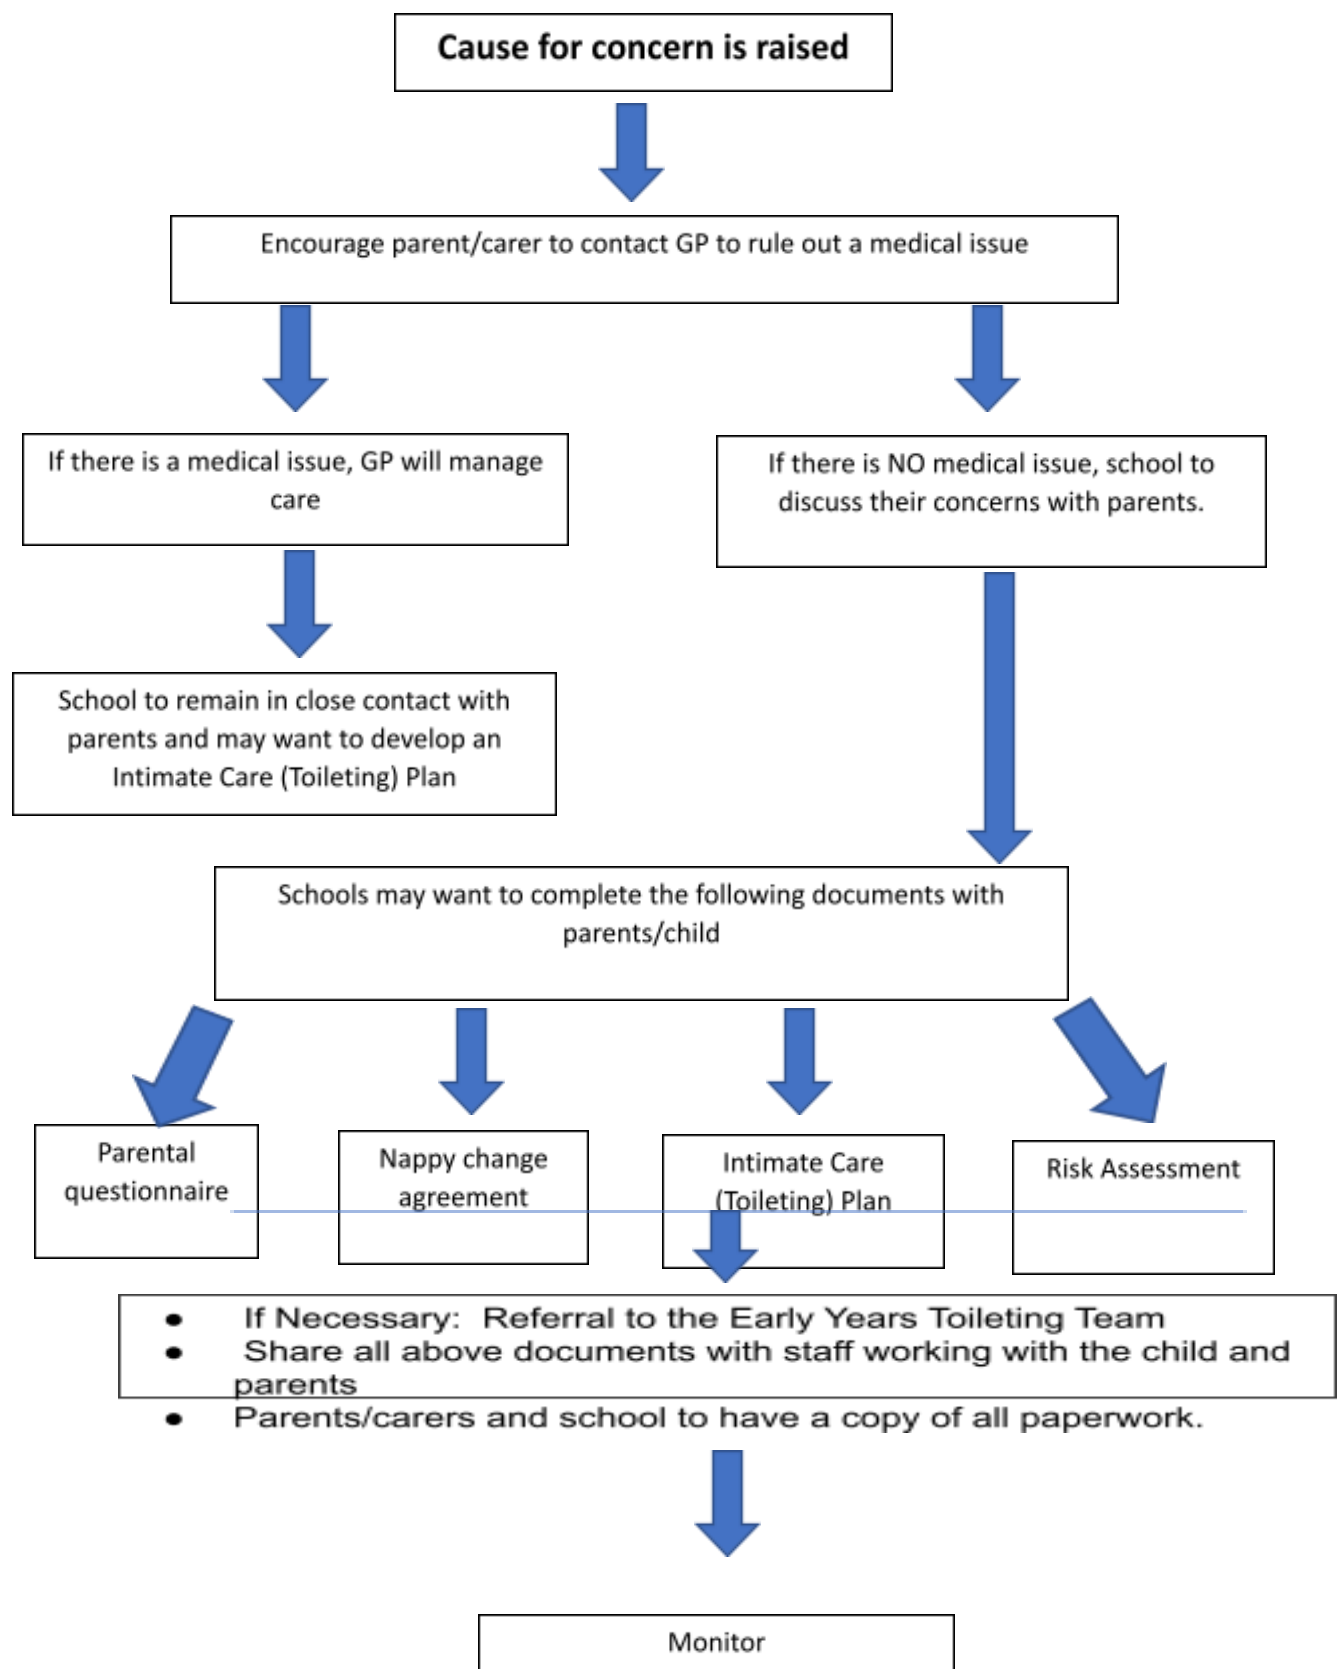 Cause for concern is raised
Encourage parent/carer to contact GP to rule out a medical issue
If there is a medical issue, GP will manage
care
If there is NO medical issue, school to
discuss their concerns with parents.
School to remain in close contact with
parents and may want to develop an
Intimate Care (Toileting) Plan
Schools may want to complete the following documents with
parents/child
Parental
questionnaire
Nappy change
agreement
Intimate Care
(Toileting) Plan
Risk Assessment
● If Necessary:  Referral to the Early Years Toileting Team
● Share all above documents with staff working with the child and
parents
● Parents/carers and school to have a copy of all paperwork.
Monitor